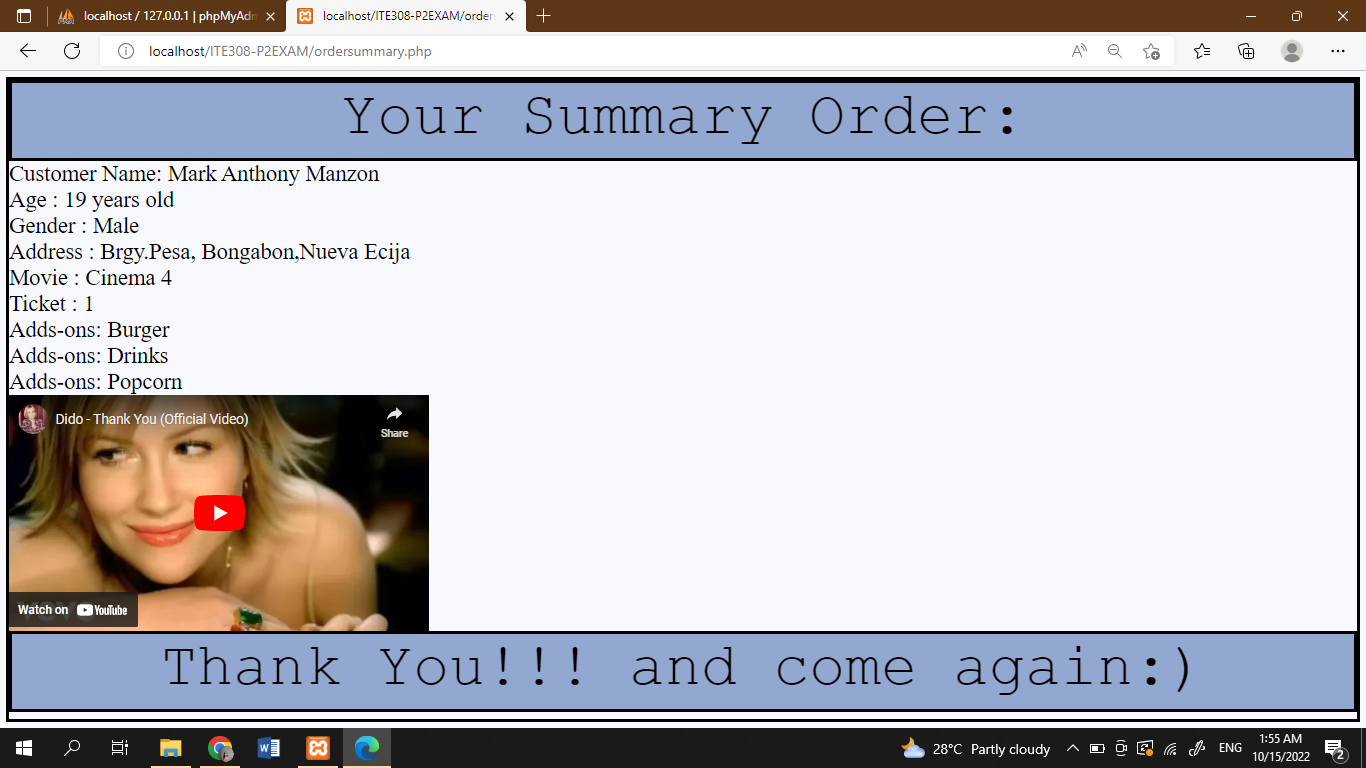 localhost / 127.0.0.1 | phpMyAdm
localhost/ITE308-P2EXAM/orders
localhost/ITE308-P2EXAM/ordersummary.php
Your Summary Order:
Customer Name: Mark Anthony Manzon
Age : 19 years old
Gender : Male
Address : Brgy.Pesa, Bongabon,Nueva Ecija
Movie : Cinema 4
Ticket : 1
Adds-ons: Burger
Adds-ons: Drinks
Adds-ons: Popcorn
Dido - Thank You (Official Video)
Share
Watch on YouTube
Thank You!!! and come again:)
28°C Partly cloudy
ENG
1:55 AM
10/15/2022
2